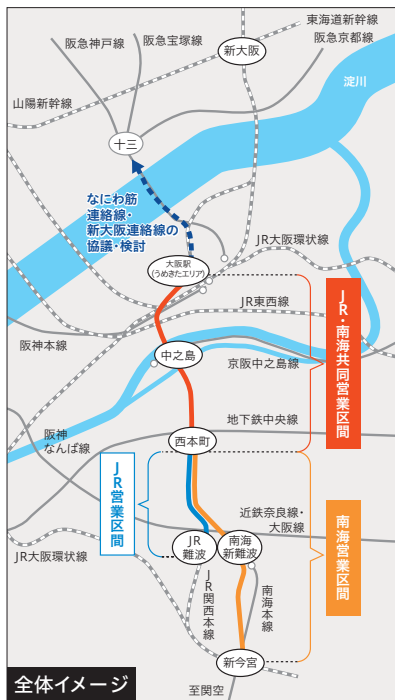 東海道新幹線
阪急神戸線
阪急宝塚線
阪急京都線
新大阪
淀川
山陽新幹線
十三
なにわ筋
連絡線・
新大阪連絡線の
協議・検討
大阪駅
(うめきたエリア)
JR大阪環状線
JR東西線
JR・南海共同営業区間
阪神本線
中之島
京阪中之島線
地下鉄中央線
阪神
なんば線
西本町
JR営業区間
近鉄奈良線・
大阪線
南海営業区間
JR大阪環状線
JR
難波
南海
新難波
JR関西本線
南海本線
新今宮
全体イメージ
至関空